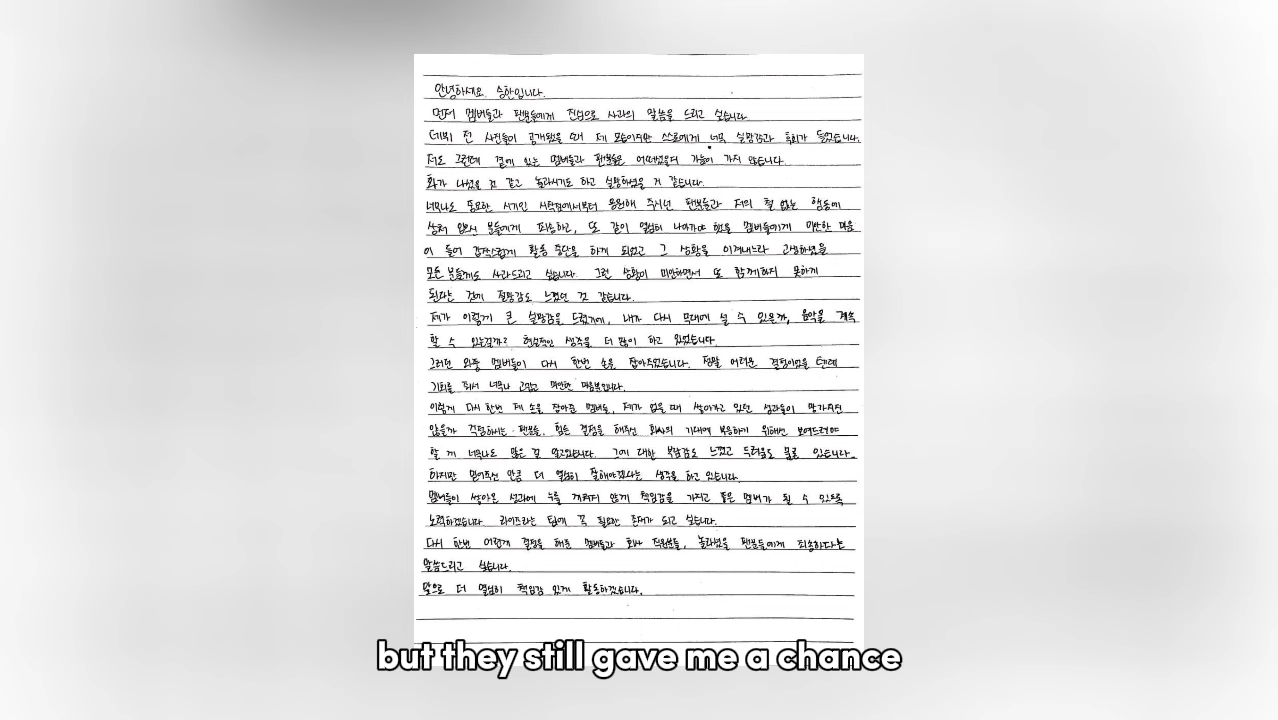 안녕하세요 승한입니다.
먼저 멤버들과 팬분들에게 진심으로 사과의 말씀을 드리고 싶습니다
데뷔 전 사진들이 공개됐을 때 제 모습이지만 스스로에게 너무 실망감과 후회가 들었습니다.
저도 그런데 곁에 있는 멤버들과 팬분들은 어떠셨을지 가늠이 가지 않습니다.
화가 나셨을 것 같고 놀라시기도 하고 실망하셨을 거 같습니다.
너무나도 중요한 시기인 시작점에서부터 응원해 주시던 팬분들과 저의 철 없는 행동에
상처 입으신 분들에게 죄송하고, 또 같이 열심히 나아가야 했을 멤버들에게 미안한 마음
이 들어 갑작스럽게 활동 중단을 하게 되었고 그 상황을 이겨내느라 고생하셨을
모든 분들께도 사과드리고 싶습니다. 그런 상황이 미안하면서 또 함께하지 못하게
된다는 것에 절망감도 느꼈던 것 같습니다.
제가 이렇게 큰 실망감을 드렸기에, 내가 다시 무대에 설 수 있을까, 음악을 계속
할 수 있는걸까? 현실적인 생각을 더 많이 하고 있었습니다.
그러던 와중 멤버들이 다시 한번 손을 잡아주었습니다. 정말 어려운 결정이었을 텐데
기회를 줘서 너무나 고맙고 미안한 마음뿐입니다.
이렇게 다시 한번 제 손을 잡아준 멤버들, 제가 없을 때 쌓아가고 있던 성과들이 망가지진
않을까 걱정하시는 팬분들, 힘든 결정을 해주신 회사의 기대에 부응하기 위해선 보여드려야
할 게 너무나도 많은 걸 알고있습니다. 그에 대한 부담감도 느끼고 두려움도 물론 있습니다.
하지만 믿어주신 만큼 더 열심히 잘해야겠다는 생각을 하고 있습니다.
멤버들이 쌓아온 성과에 누를 끼치지 않게 책임감을 가지고 좋은 멤버가 될 수 있도록
노력하겠습니다 라이즈라는 팀에 꼭 필요한 존재가 되고 싶습니다.
다시 한번 이렇게 결정을 해준 멤버들과 회사 직원분들, 놀라셨을 팬분들에게 죄송하다는
말씀드리고 싶습니다.
앞으로 더 열심히 책임감 있게 활동하겠습니다.
but they still gave me a chance